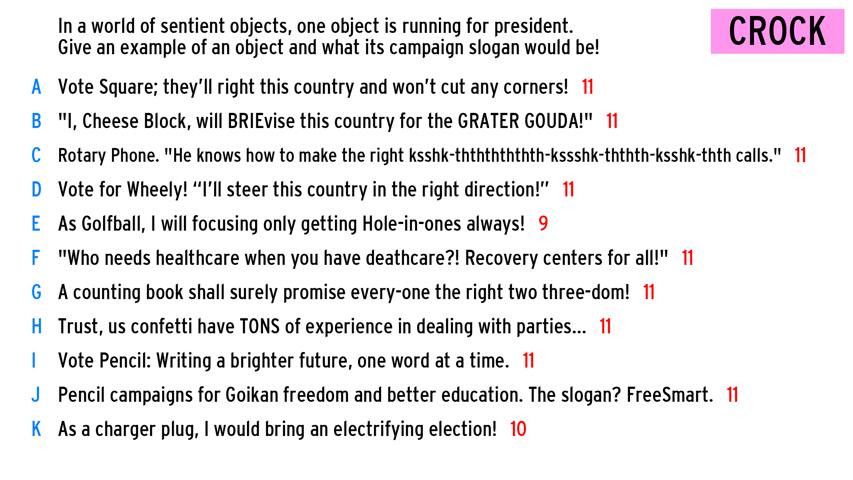 In a world of sentient objects, one object is running for president.
Give an example of an object and what its campaign slogan would be!
CROCK
A Vote Square; they'll right this country and won't cut any corners! 11
B "I, Cheese Block, will BRIEvise this country for the GRATER GOUDA!" 11
C Rotary Phone. "He knows how to make the right ksshk-thththththth-kssshk-ththth-ksshk-thth calls." 11
D Vote for Wheely! “I’ll steer this country in the right direction!” 11
E As Golfball, I will focusing only getting Hole-in-ones always! 9
F "Who needs healthcare when you have deathcare?! Recovery centers for all!" 11
G A counting book shall surely promise every-one the right two three-dom! 11
H Trust, us confetti have TONS of experience in dealing with parties... 11
I Vote Pencil: Writing a brighter future, one word at a time. 11
J Pencil campaigns for Goikan freedom and better education. The slogan? FreeSmart. 11
K As a charger plug, I would bring an electrifying election! 10